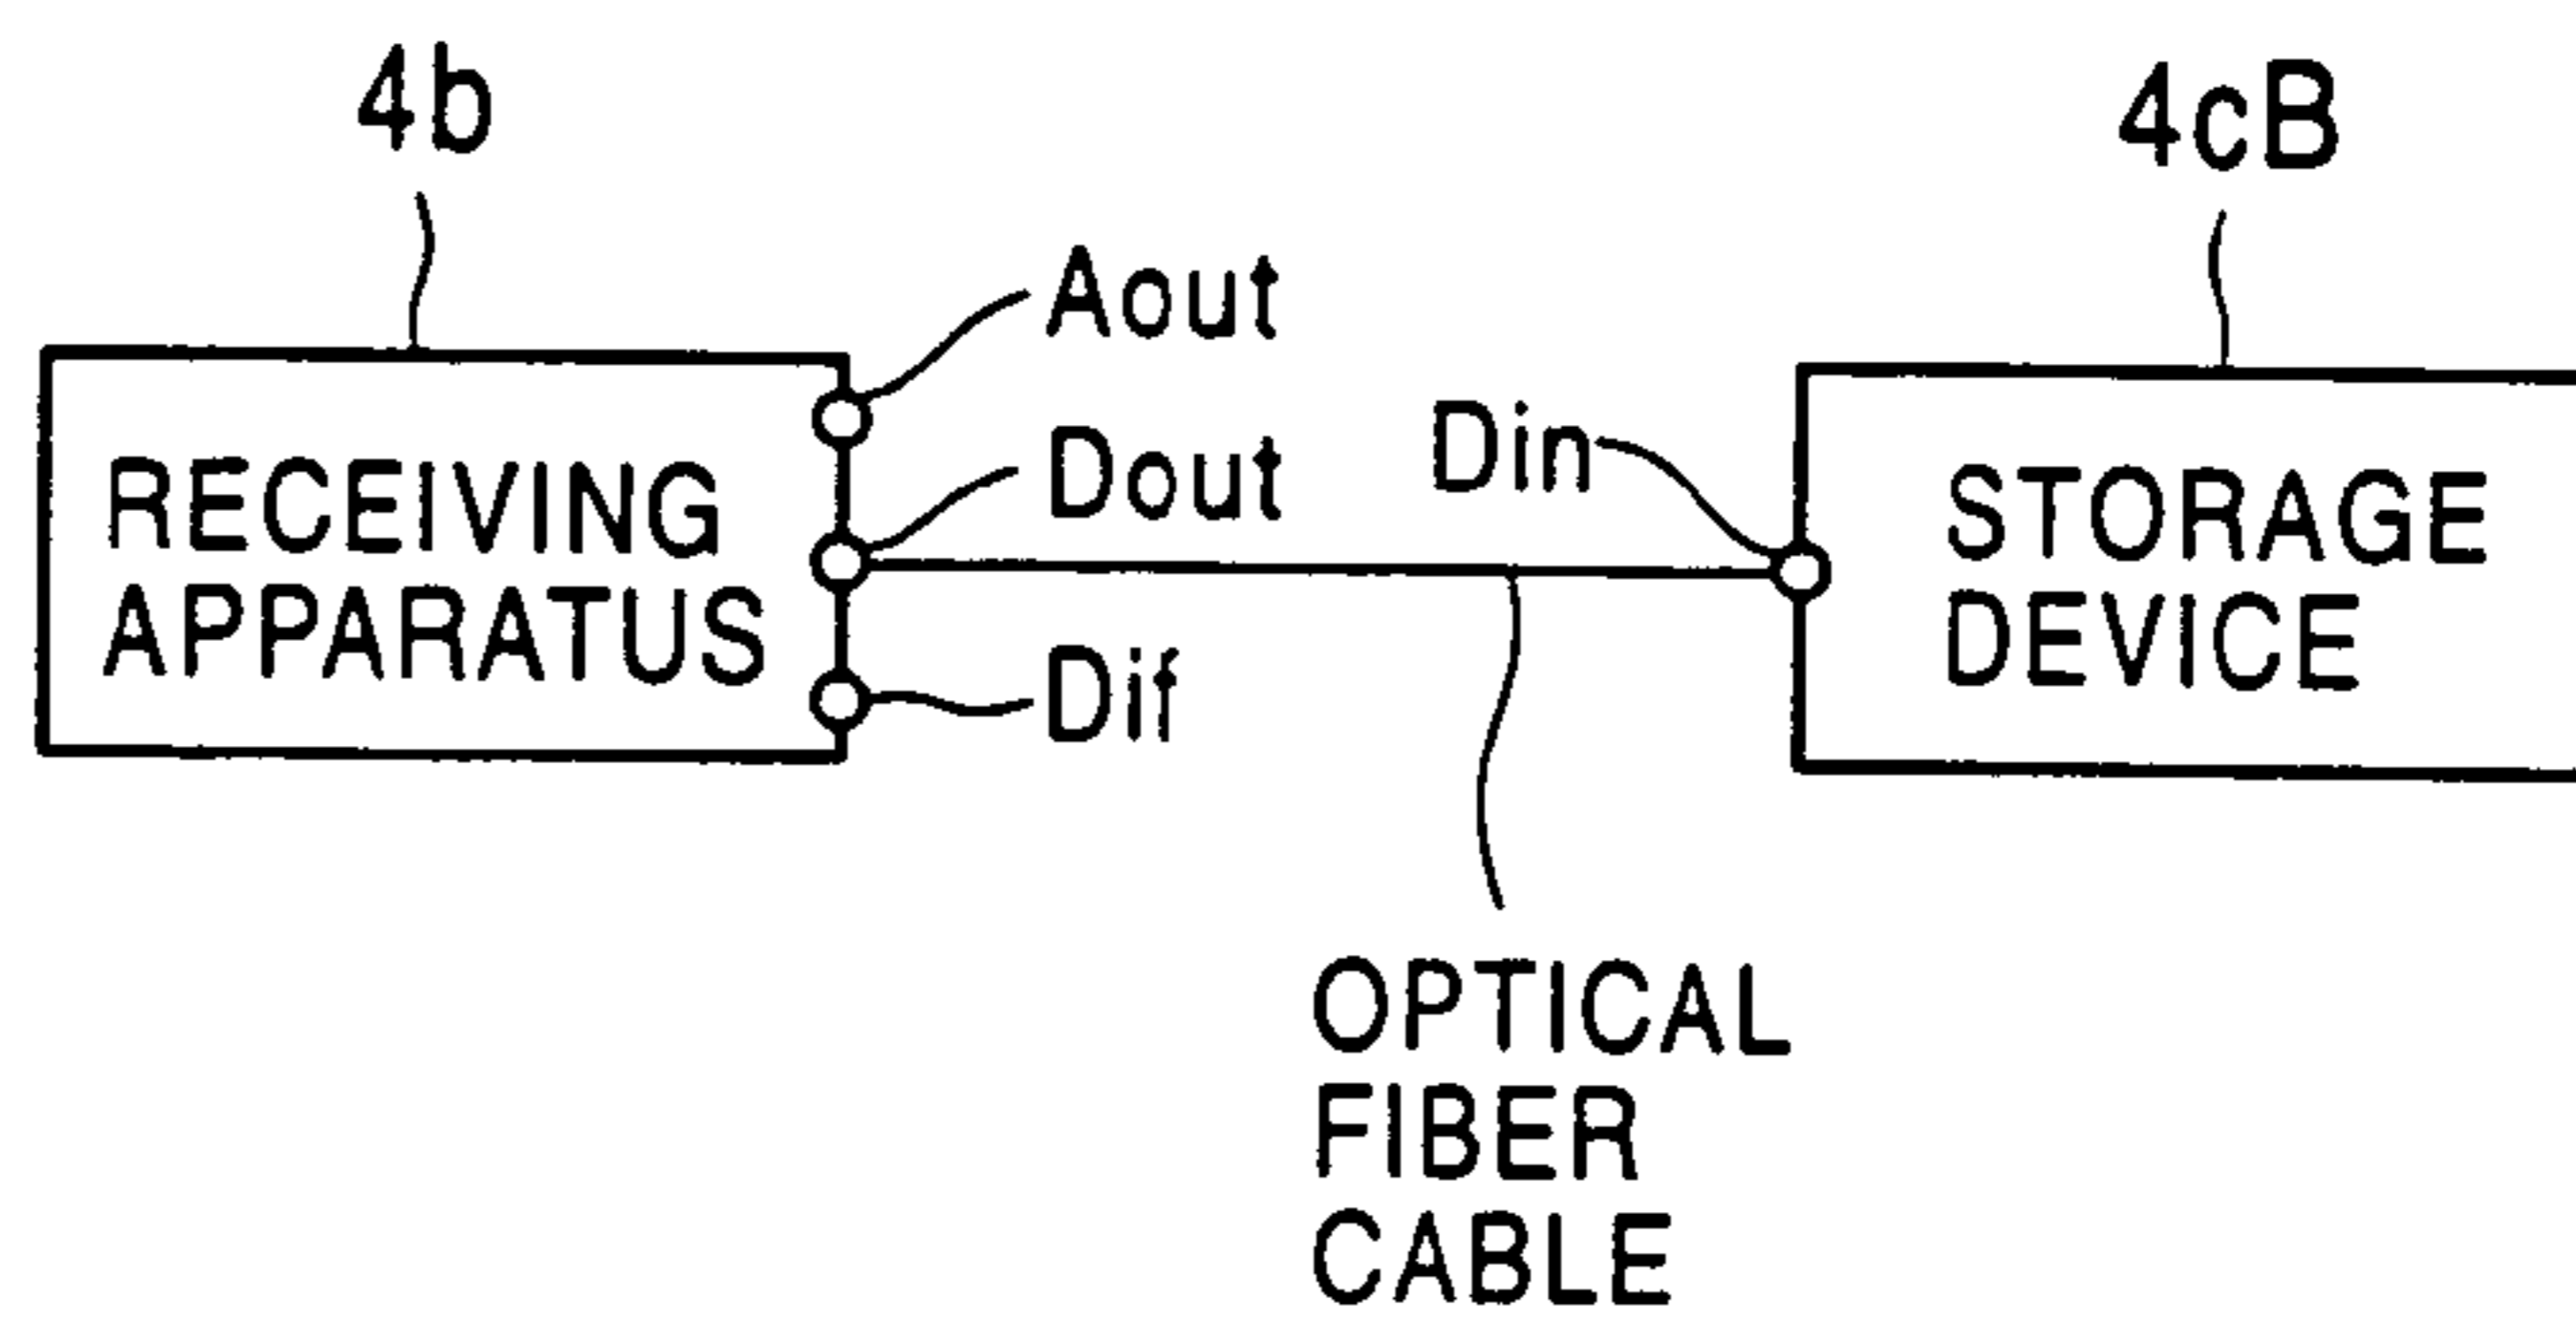 4b
4cB
Aout
Dout
Din
Dif
RECEIVING
APPARATUS
STORAGE
DEVICE
OPTICAL
FIBER
CABLE